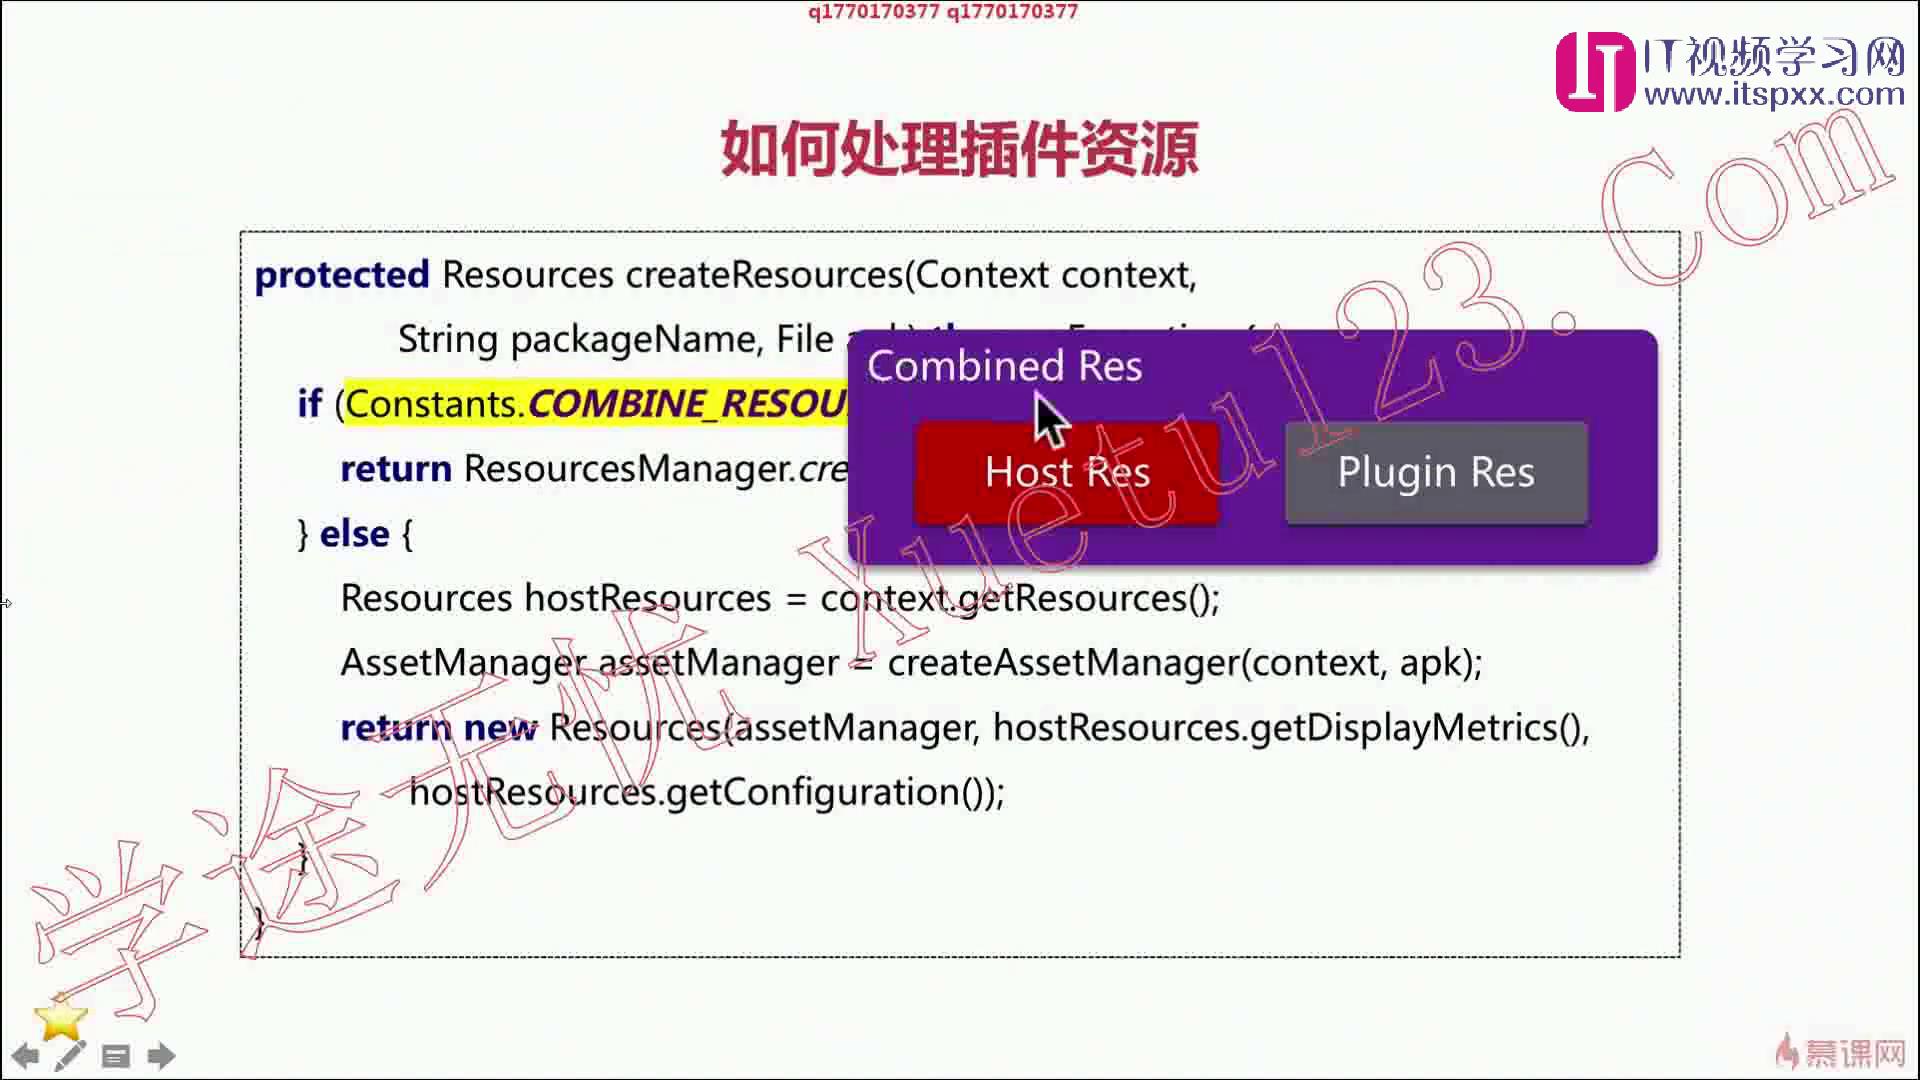 q1770170377 q1770170377
IT视频学习网
www.itspxx.com
如何处理插件资源
protected Resources createResources(Context context,
String packageName, File
if (Constants.COMBINE_RESOU
return ResourcesManager.cre
} else {
Resources hostResources = context.getResources();
AssetManager assetManager = createAssetManager(context, apk);
return new Resources(assetManager, hostResources.getDisplayMetrics(),
hostResources.getConfiguration());
}
}
Combined Res
Host Res
Plugin Res
学途无忧 Xuetu123.Com
慕课网